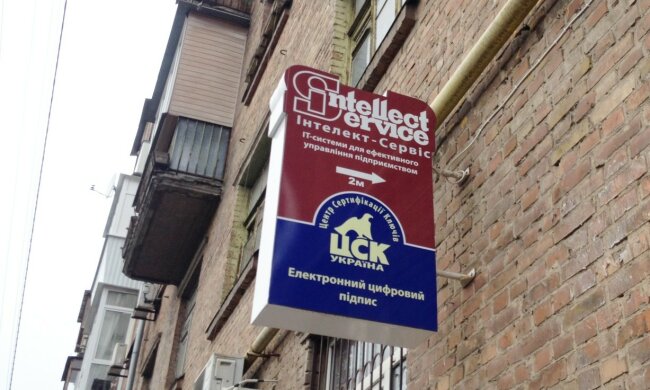 Intellect
Service
Інтелект-Сервіс
ІТ-системи для ефективного
управління підприємством
2м
Центр Сертифікації Ключів
ЦСК
УКРАЇНА
Електронний цифровий
підпис